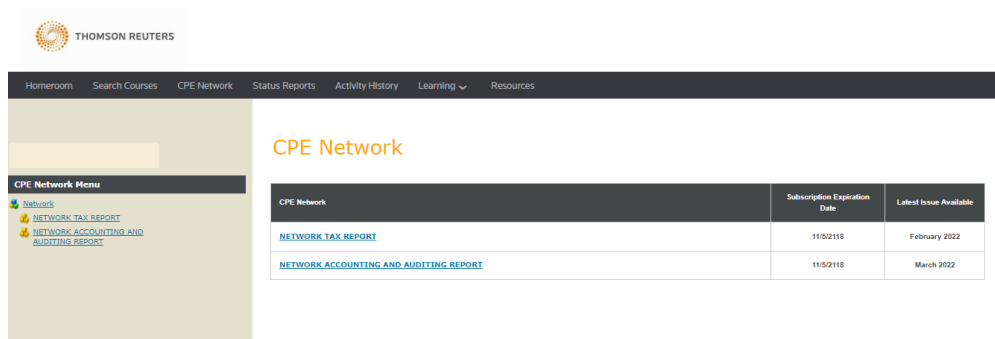 THOMSON REUTERS
Homeroom Search Courses CPE Network Status Reports Activity History Learning Resources
CPE Network
CPE Network Menu
Network
NETWORK TAX REPORT
NETWORK ACCOUNTING AND
AUDITING REPORT
CPE Network Subscription Expiration Date Latest Issue Available
NETWORK TAX REPORT 11/5/2118 February 2022
NETWORK ACCOUNTING AND AUDITING REPORT 11/5/2118 March 2022